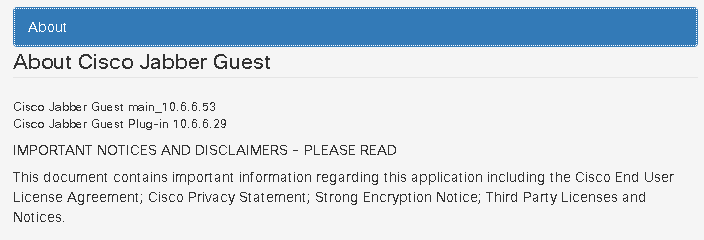 About
About Cisco Jabber Guest
Cisco Jabber Guest main_10.6.6.53
Cisco Jabber Guest Plug-in 10.6.6.29
IMPORTANT NOTICES AND DISCLAIMERS - PLEASE READ
This document contains important information regarding this application including the Cisco End User
License Agreement; Cisco Privacy Statement; Strong Encryption Notice; Third Party Licenses and
Notices.